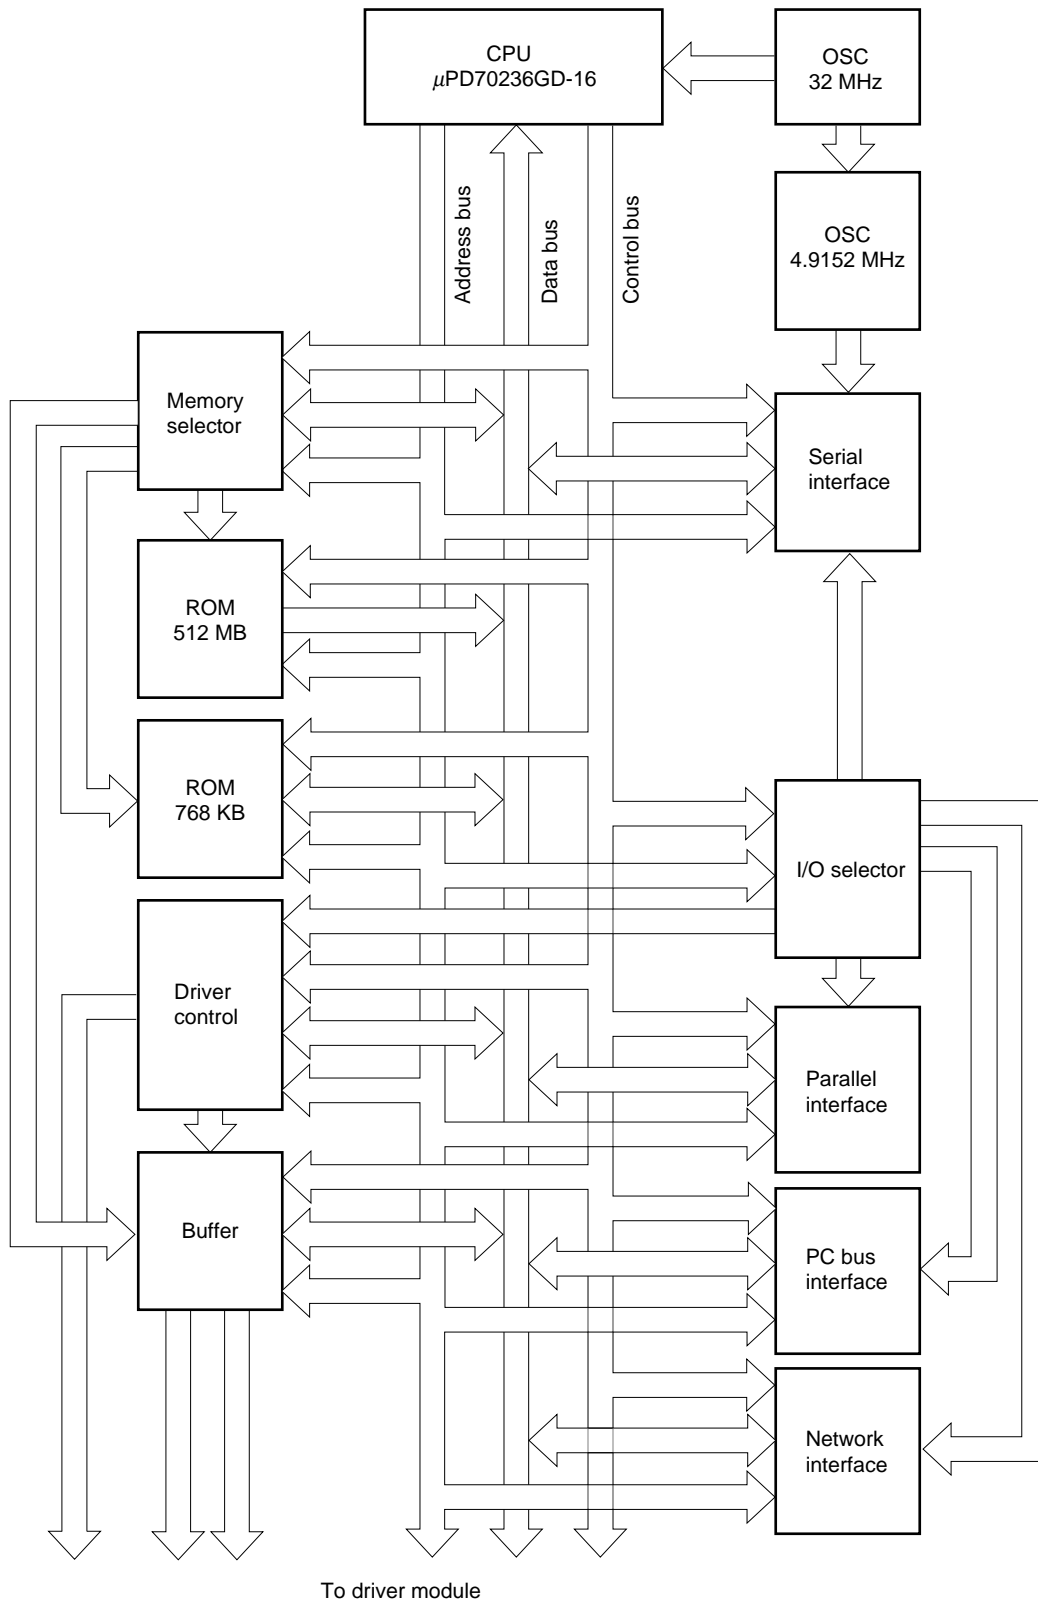 CPU
μPD70236GD-16
OSC
32 MHz
OSC
4.9152 MHz
Address bus
Data bus
Control bus
Memory
selector
Serial
interface
ROM
512 MB
ROM
768 KB
I/O selector
Driver
control
Parallel
interface
Buffer
PC bus
interface
Network
interface
To driver module